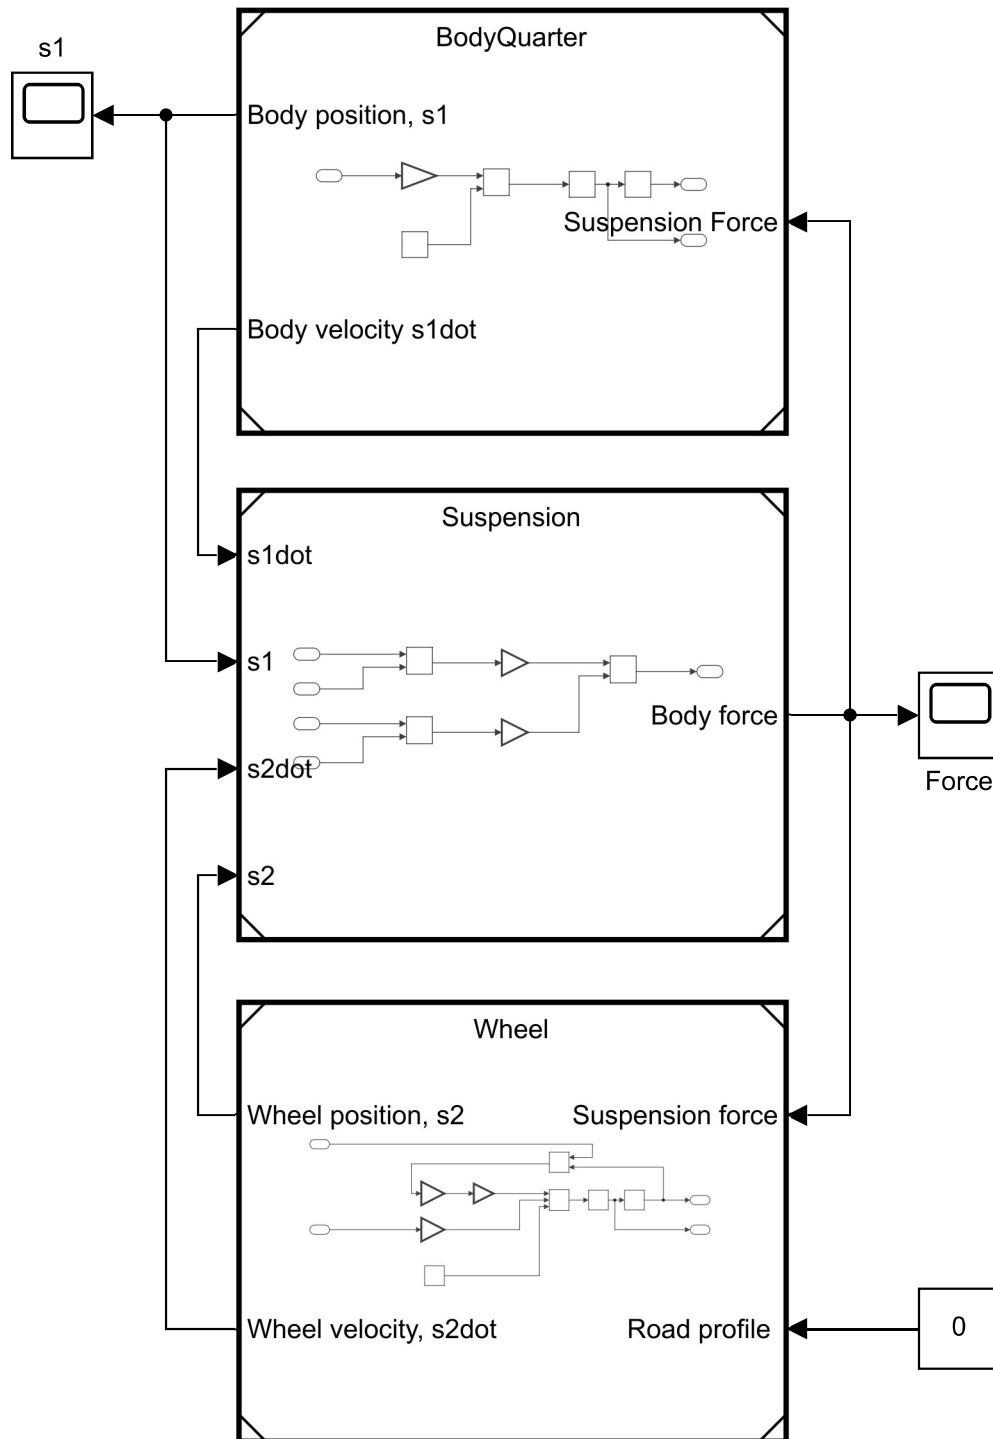 BodyQuarter
s1
Body position, s1
Suspension Force
Body velocity s1dot
Suspension
s1dot
s1
Body force
s2dot
Force
s2
Wheel
Wheel position, s2
Suspension force
Wheel velocity, s2dot
Road profile
0